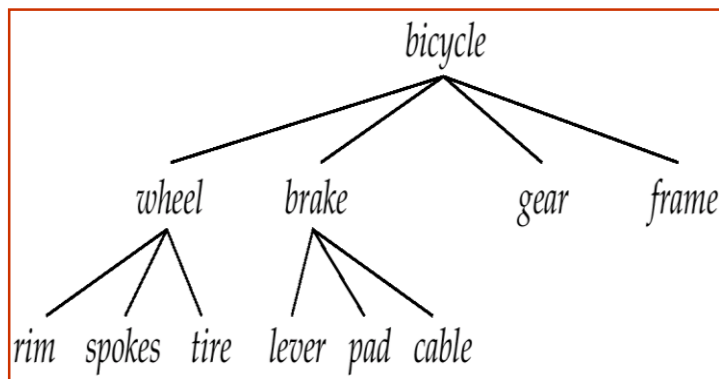 bicycle
wheel brake gear frame
rim spokes tire lever pad cable